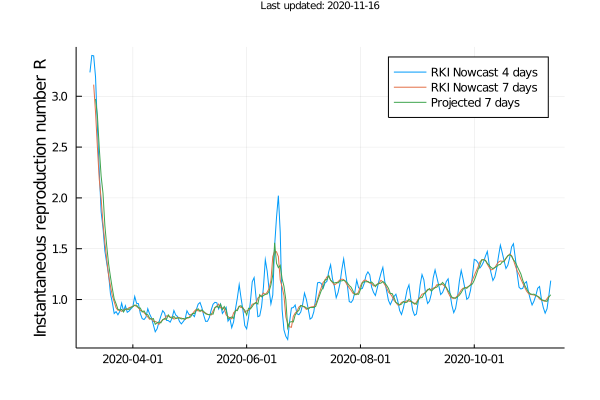 Last updated: 2020-11-16
RKI Nowcast 4 days
RKI Nowcast 7 days
Projected 7 days
Instantaneous reproduction number R
3.0
2.5
2.0
1.5
1.0
2020-04-01
2020-06-01
2020-08-01
2020-10-01